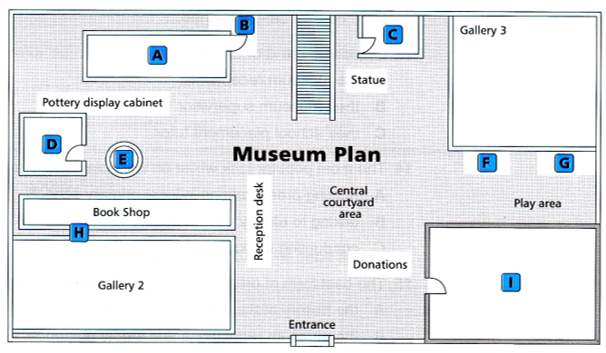 B
Gallery 3
C
A
Statue
Pottery display cabinet
D
E
Museum Plan
F
G
Reception desk
Central
courtyard
area
Play area
Book Shop
H
Donations
Gallery 2
I
Entrance